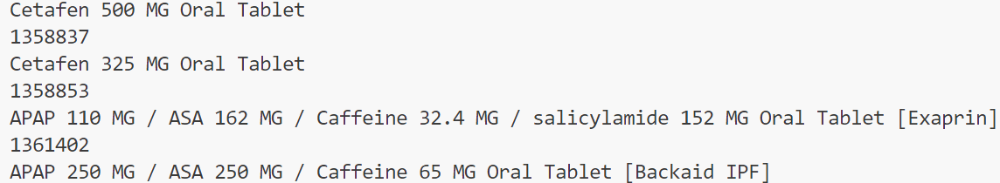 Cetafen 500 MG Oral Tablet
1358837
Cetafen 325 MG Oral Tablet
1358853
APAP 110 MG / ASA 162 MG / Caffeine 32.4 MG / salicylamide 152 MG Oral Tablet [Exaprin]
1361402
APAP 250 MG / ASA 250 MG / Caffeine 65 MG Oral Tablet [Backaid IPF]